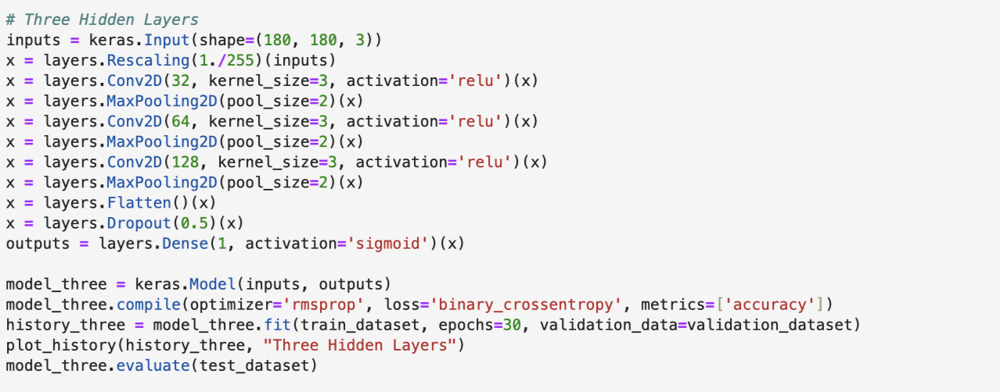 # Three Hidden Layers
inputs = keras.Input(shape=(180, 180, 3))
x = layers.Rescaling(1./255)(inputs)
x = layers.Conv2D(32, kernel_size=3, activation='relu')(x)
x = layers.MaxPooling2D(pool_size=2)(x)
x = layers.Conv2D(64, kernel_size=3, activation='relu')(x)
x = layers.MaxPooling2D(pool_size=2)(x)
x = layers.Conv2D(128, kernel_size=3, activation='relu')(x)
x = layers.MaxPooling2D(pool_size=2)(x)
x = layers.Flatten()(x)
x = layers.Dropout(0.5)(x)
outputs = layers.Dense(1, activation='sigmoid')(x)

model_three = keras.Model(inputs, outputs)
model_three.compile(optimizer='rmsprop', loss='binary_crossentropy', metrics=['accuracy'])
history_three = model_three.fit(train_dataset, epochs=30, validation_data=validation_dataset)
plot_history(history_three, "Three Hidden Layers")
model_three.evaluate(test_dataset)